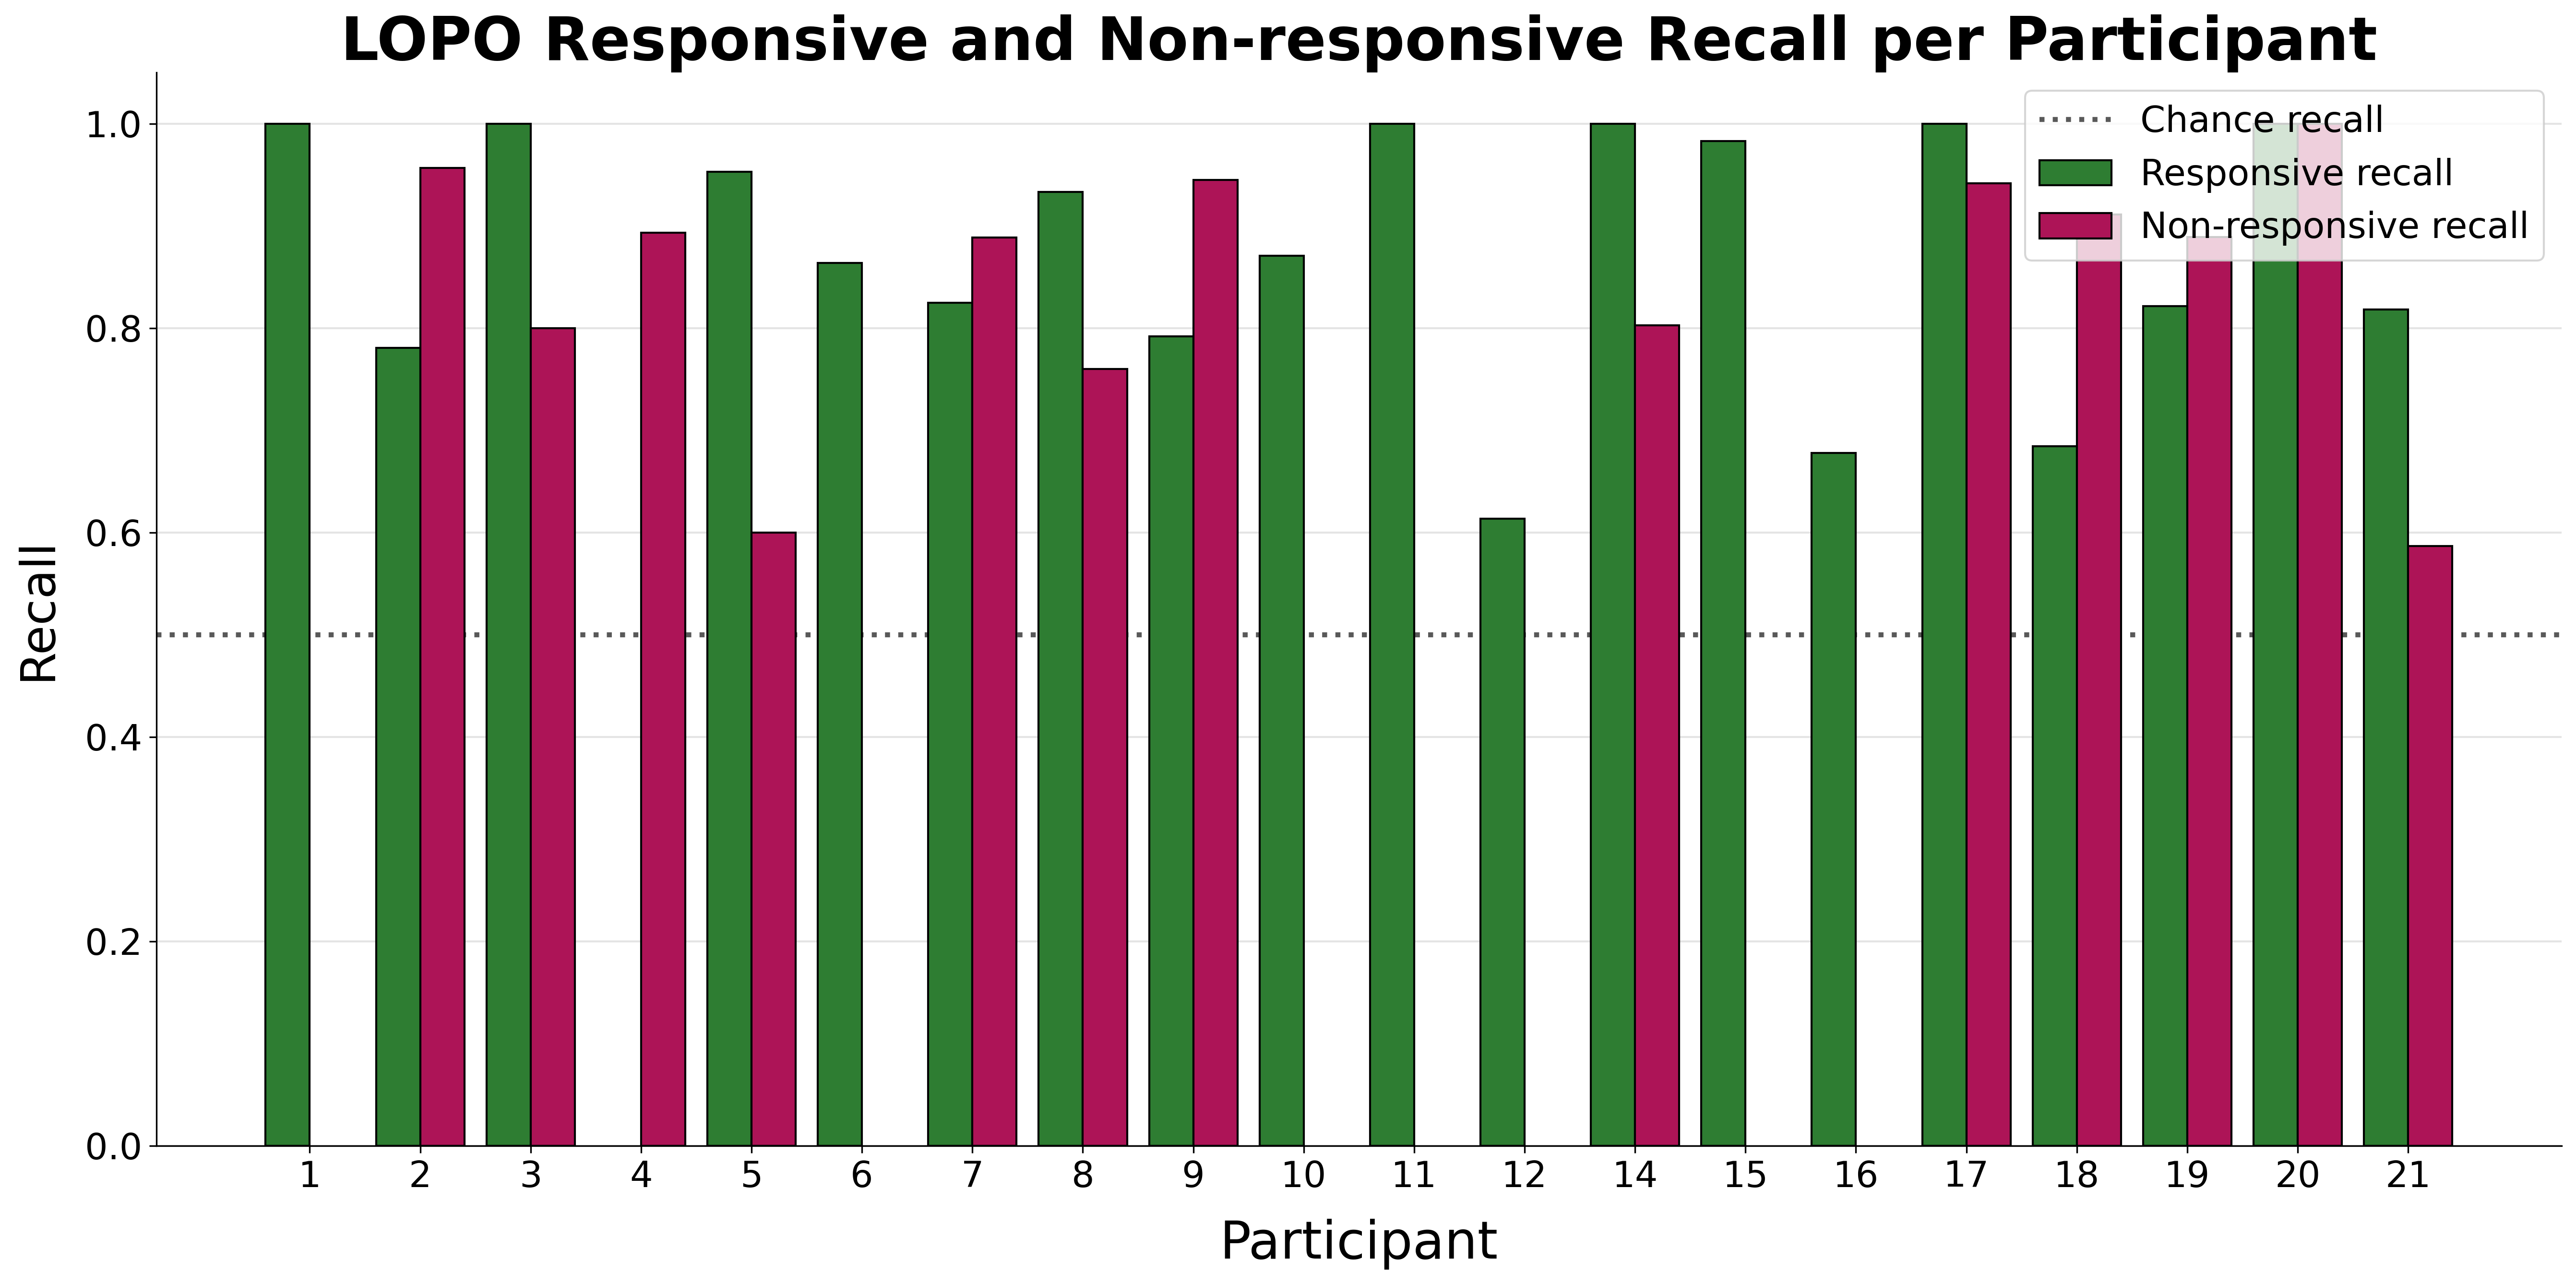 LOPO Responsive and Non-responsive Recall per Participant
Chance recall
Responsive recall
Non-responsive recall
1.0
0.8
0.6
0.4
0.2
0.0
Recall
1 2 3 4 5 6 7 8 9 10 11 12 14 15 16 17 18 19 20 21
Participant